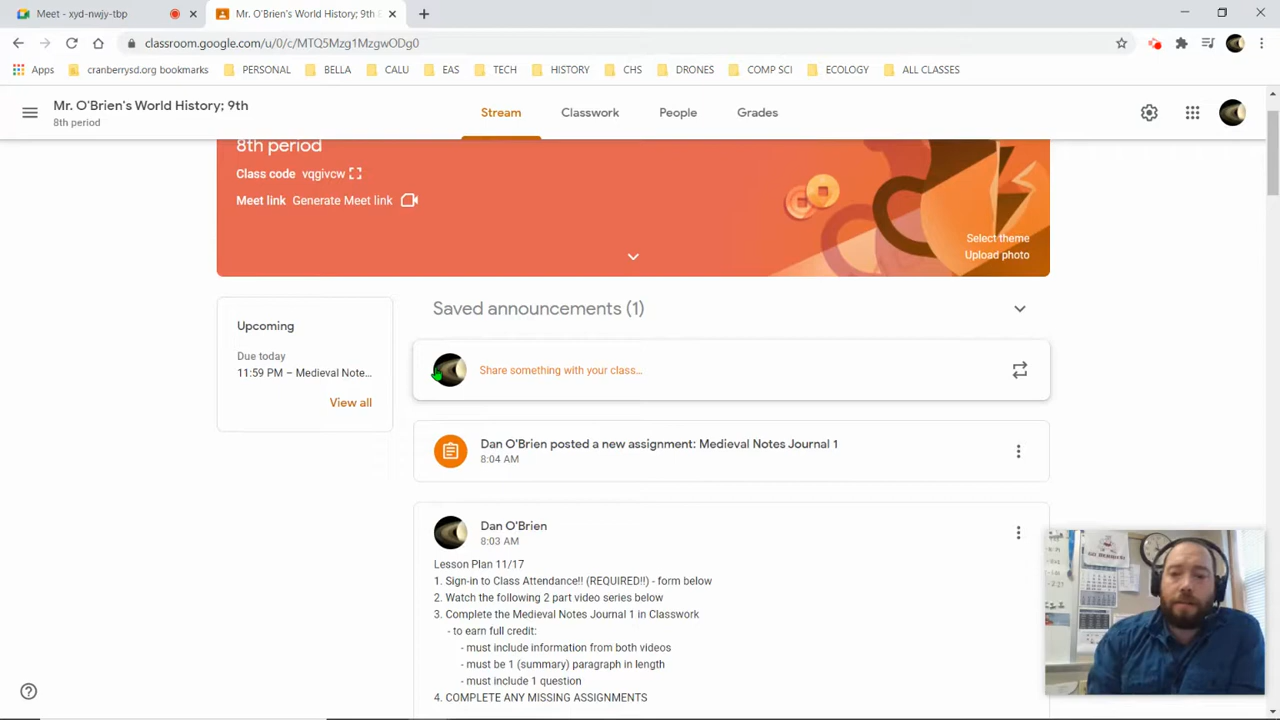 Meet - xyd-nwjy-tbp
Mr. O'Brien's World History; 9th E
classroom.google.com/u/0/c/MTQ5Mzg1MzgwODg0
Apps cranberrysd.org bookmarks PERSONAL BELLA CALU EAS TECH HISTORY CHS DRONES COMP SCI ECOLOGY ALL CLASSES
Mr. O'Brien's World History; 9th
8th period
Stream Classwork People Grades
8th period
Class code vqgivcw
Meet link Generate Meet link
Select theme
Upload photo
Saved announcements (1)
Upcoming
Due today
11:59 PM – Medieval Note...
View all
Share something with your class...
Dan O'Brien posted a new assignment: Medieval Notes Journal 1
8:04 AM
Dan O'Brien
8:03 AM
Lesson Plan 11/17
1. Sign-in to Class Attendance!! (REQUIRED!!) - form below
2. Watch the following 2 part video series below
3. Complete the Medieval Notes Journal 1 in Classwork
- to earn full credit:
- must include information from both videos
- must be 1 (summary) paragraph in length
- must include 1 question
4. COMPLETE ANY MISSING ASSIGNMENTS